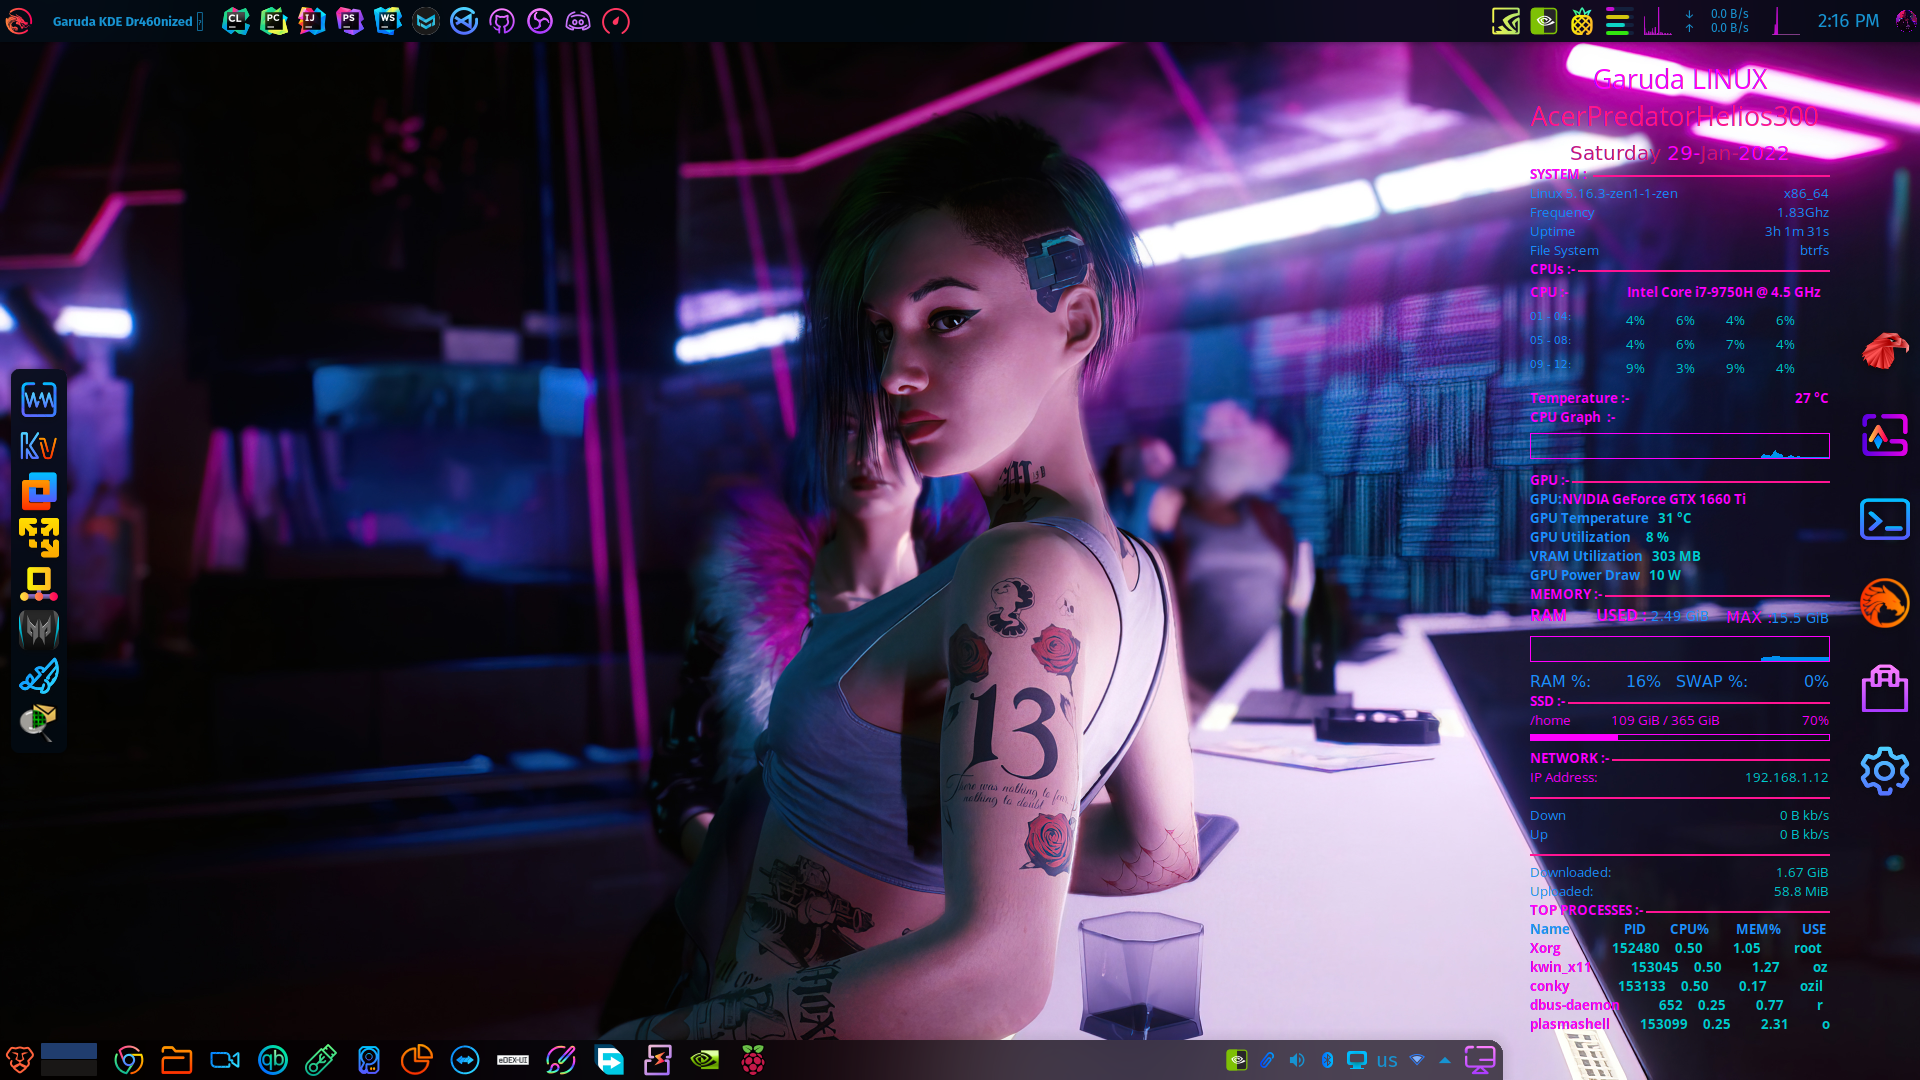 Garuda KDE Dr460nized
CL PC IJ PS WS
0.0 B/s
0.0 B/s
2:16 PM
Garuda LINUX
AcerPredatorHelios300
Saturday 29-Jan-2022
SYSTEM :-
Linux 5.16.3-zen1-1-zen x86_64
Frequency 1.83Ghz
Uptime 3h 1m 31s
File System btrfs
CPUs :-
CPU :- Intel Core i7-9750H @ 4.5 GHz
01 - 04: 4% 6% 4% 6%
05 - 08: 4% 6% 7% 4%
09 - 12: 9% 3% 9% 4%
Temperature :- 27 °C
CPU Graph :-
GPU :-
GPU:NVIDIA GeForce GTX 1660 Ti
GPU Temperature 31 °C
GPU Utilization 8 %
VRAM Utilization 303 MB
GPU Power Draw 10 W
MEMORY :-
RAM USED : 2.49 GiB MAX :15.5 GiB
RAM %: 16% SWAP %: 0%
SSD :-
/home 109 GiB / 365 GiB 70%
NETWORK :-
IP Address: 192.168.1.12
Down 0 B kb/s
Up 0 B kb/s
Downloaded: 1.67 GiB
Uploaded: 58.8 MiB
TOP PROCESSES :-
Name PID CPU% MEM% USE
Xorg 152480 0.50 1.05 root
kwin_x11 153045 0.50 1.27 oz
conky 153133 0.50 0.17 ozil
dbus-daemon 652 0.25 0.77 r
plasmashell 153099 0.25 2.31 o
KV
13
There was nothing to fear
nothing to doubt
qb
eDEX-UI
us